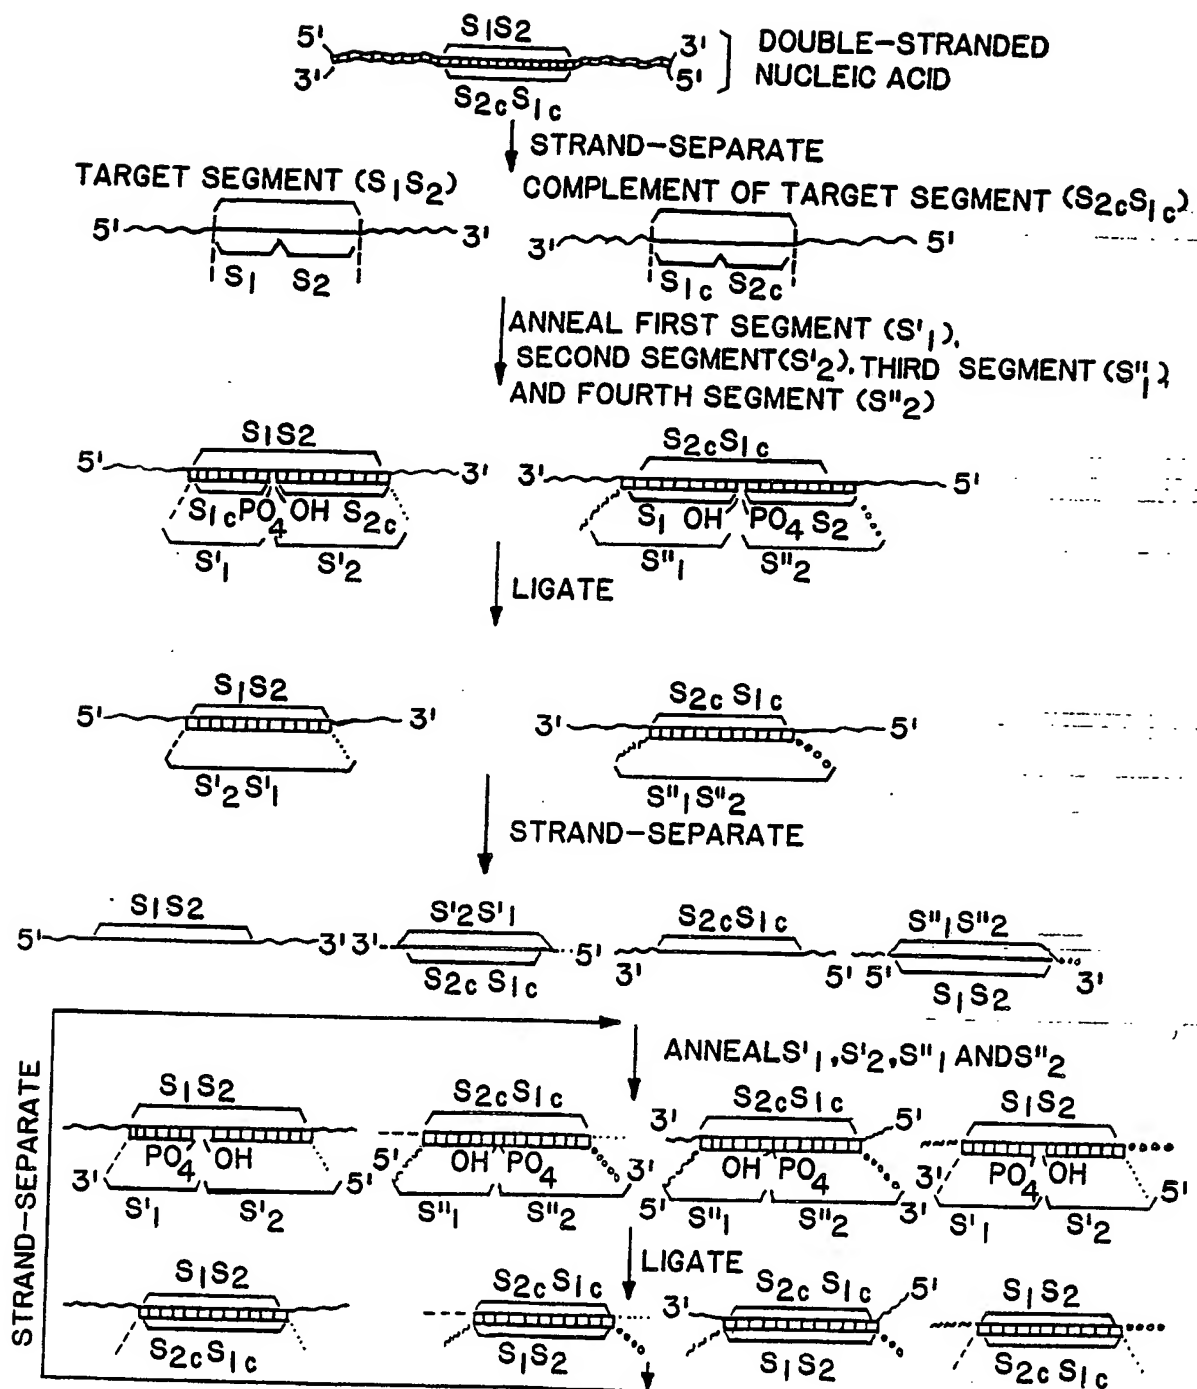 S1S2
5' 3'
3' 5'
DOUBLE-STRANDED
NUCLEIC ACID
S2cS1c
STRAND-SEPARATE
TARGET SEGMENT (S1S2)
COMPLEMENT OF TARGET SEGMENT (S2cS1c)
5' 3' 3' 5'
S1 S2 S1c S2c
ANNEAL FIRST SEGMENT (S'1),
SECOND SEGMENT(S'2), THIRD SEGMENT (S"1)
AND FOURTH SEGMENT (S"2)
S1S2 S2cS1c
5' 3' 3' 5'
S1cPO4 OH S2c S1 OH PO4 S2
S'1 S'2 S"1 S"2
LIGATE
S1S2 S2c S1c
5' 3' 3' 5'
S'2S'1 S"1S"2
STRAND-SEPARATE
S1S2 S'2S'1 S2cS1c S"1S"2
5' 3' 3' 5' 3' 5' 5' 3'
S2c S1c S1S2
ANNEALS'1,S'2,S"1 ANDS"2
STRAND-SEPARATE
S1S2 S2cS1c 3' S2cS1c 5' S1S2
PO4 OH OH PO4 OH PO4 PO4 OH
3' 5' 5' 3' 5' 3' 3' 5'
S'1 S'2 S"1 S"2 S"1 S"2 S'1 S'2
LIGATE
S1S2 S2c S1c 3' S2c S1c 5' S1S2
S2cS1c S1S2 S1S2 S2c S1c